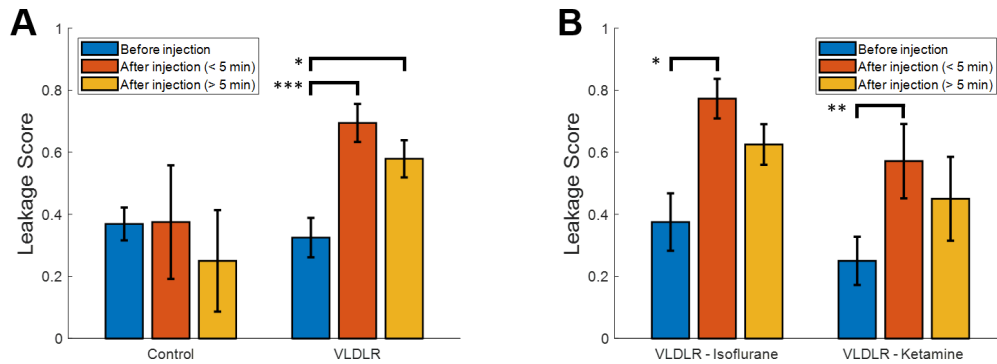 A
Leakage Score
1
0.8
0.6
0.4
0.2
0
Before injection
After injection (< 5 min)
After injection (> 5 min)
*
***
Control
VLDLR
B
Leakage Score
1
0.8
0.6
0.4
0.2
0
Before injection
After injection (< 5 min)
After injection (> 5 min)
*
**
VLDLR - Isoflurane
VLDLR - Ketamine